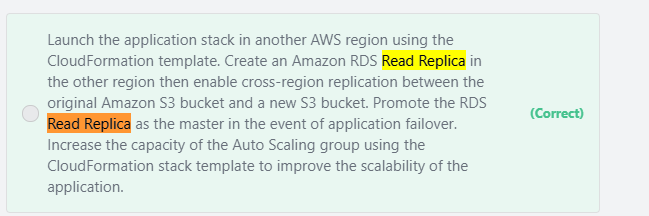 Launch the application stack in another AWS region using the
CloudFormation template. Create an Amazon RDS Read Replica in
the other region then enable cross-region replication between the
original Amazon S3 bucket and a new S3 bucket. Promote the RDS
Read Replica as the master in the event of application failover.
(Correct)
Increase the capacity of the Auto Scaling group using the
CloudFormation stack template to improve the scalability of the
application.